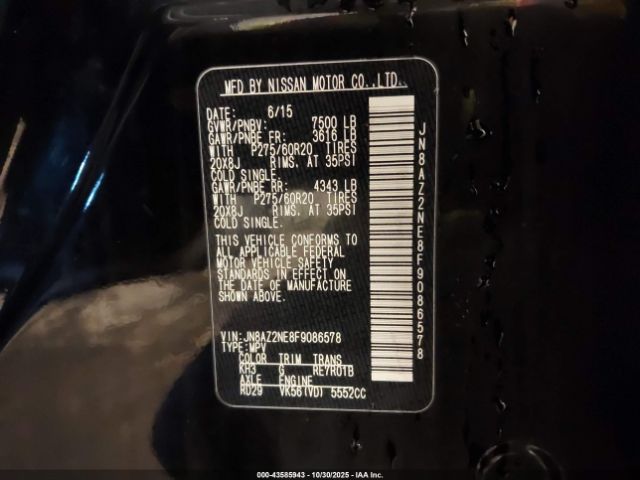 MFD BY NISSAN MOTOR CO.,LTD.
DATE: 6/15
GVWR/PNBV: 7500 LB
GAWR/PNBE FR: 3616 LB
WITH P275/60R20 TIRES
20X8J RIMS. AT 35PSI
COLD SINGLE.
GAWR/PNBE RR: 4343 LB
WITH P275/60R20 TIRES
20X8J RIMS. AT 35PSI
COLD SINGLE.
THIS VEHICLE CONFORMS TO
ALL APPLICABLE FEDERAL
MOTOR VEHICLE SAFETY
STANDARDS IN EFFECT ON
THE DATE OF MANUFACTURE
SHOWN ABOVE.
VIN: JN8AZ2NE8F9086578
TYPE: MPV
COLOR TRIM TRANS
KH3 G RE7R01B
AXLE ENGINE
RD29 VK56(VD) 5552CC
JN8AZ2NE8F9086578
000-43585943 | 10/30/2025 | IAA Inc.